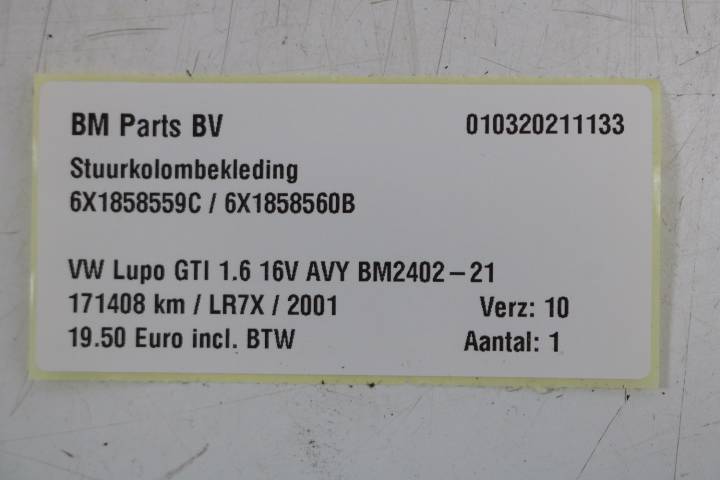 BM Parts BV 010320211133
Stuurkolombekleding
6X1858559C / 6X1858560B
VW Lupo GTI 1.6 16V AVY BM2402-21
171408 km / LR7X / 2001 Verz: 10
19.50 Euro incl. BTW Aantal: 1